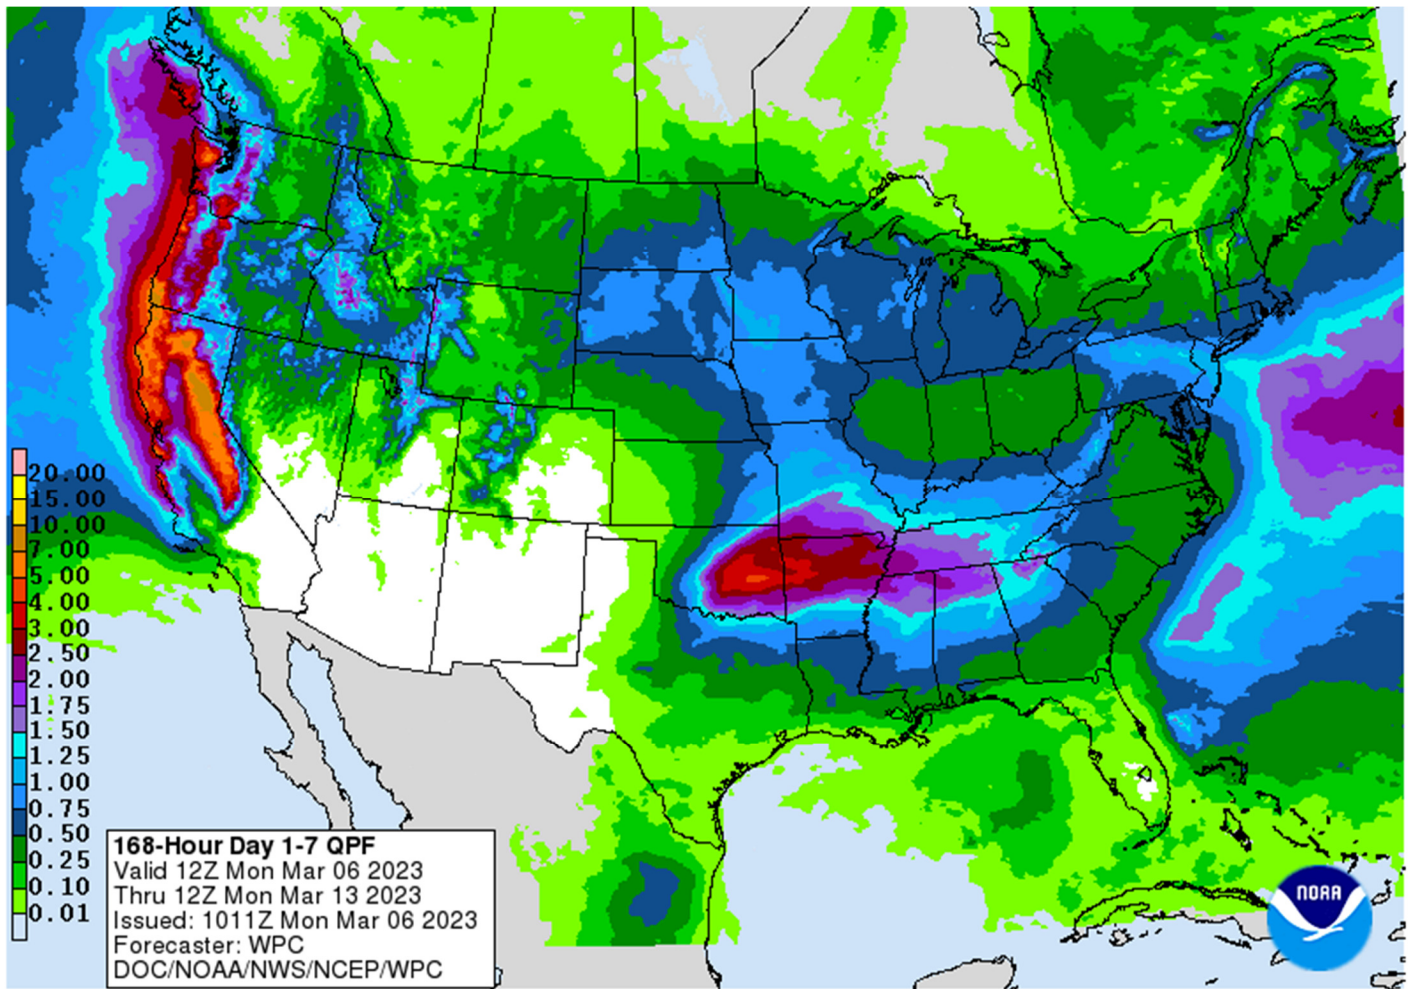 20.00
15.00
10.00
7.00
5.00
4.00
3.00
2.50
2.00
1.75
1.50
1.25
1.00
0.75
0.50
0.25
0.10
0.01
168-Hour Day 1-7 QPF
Valid 12Z Mon Mar 06 2023
Thru 12Z Mon Mar 13 2023
Issued: 1011Z Mon Mar 06 2023
Forecaster: WPC
DOC/NOAA/NWS/NCEP/WPC
NOAA